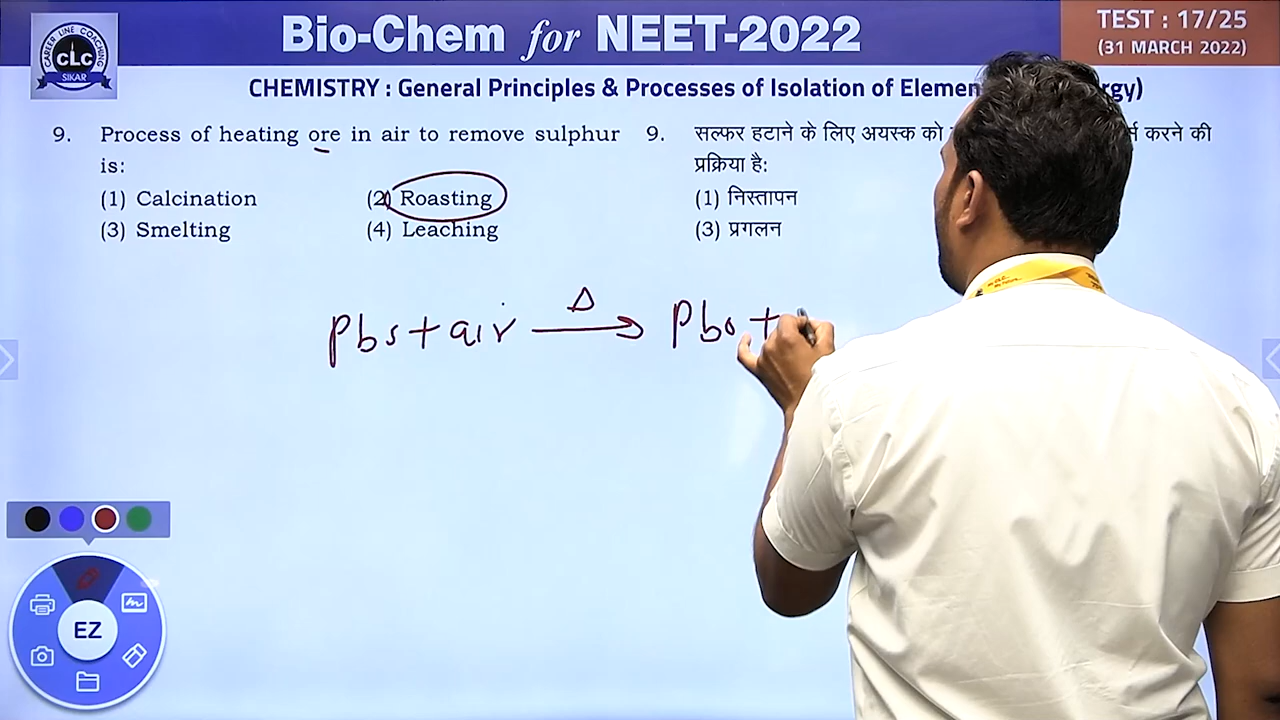 CAREER LINE COACHING
CLC
SIKAR
Bio-Chem for NEET-2022
TEST : 17/25
(31 MARCH 2022)
CHEMISTRY : General Principles & Processes of Isolation of
9. Process of heating ore in air to remove sulphur
is:
(1) Calcination (2) Roasting
(3) Smelting (4) Leaching
9. सल्फर हटाने के लिए अयस्क को करने की
प्रक्रिया है:
(1) निस्तापन
(3) प्रगलन
Pbs + air Δ → Pbo +
EZ